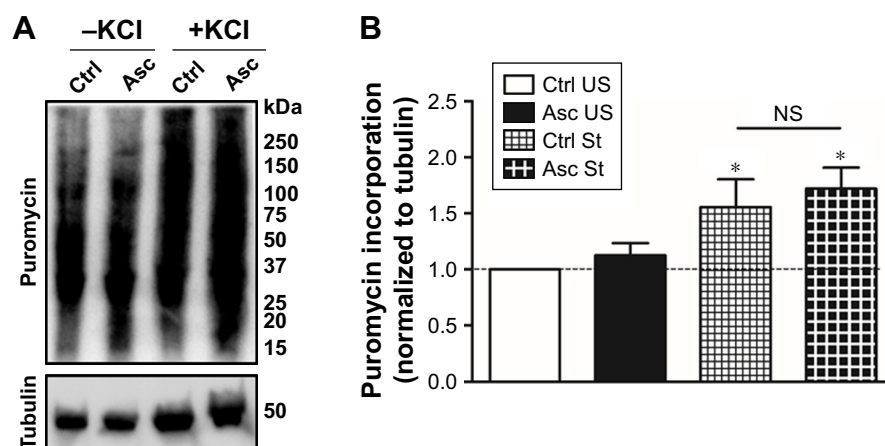 A
–KCl +KCl
Ctrl Asc Ctrl Asc
kDa
250
150
100
75
50
37
25
20
15
Puromycin
50
Tubulin
B
Ctrl US
Asc US
Ctrl St
Asc St
Puromycin incorporation
(normalized to tubulin)
2.5
2.0
1.5
1.0
0.5
0.0
NS
* *